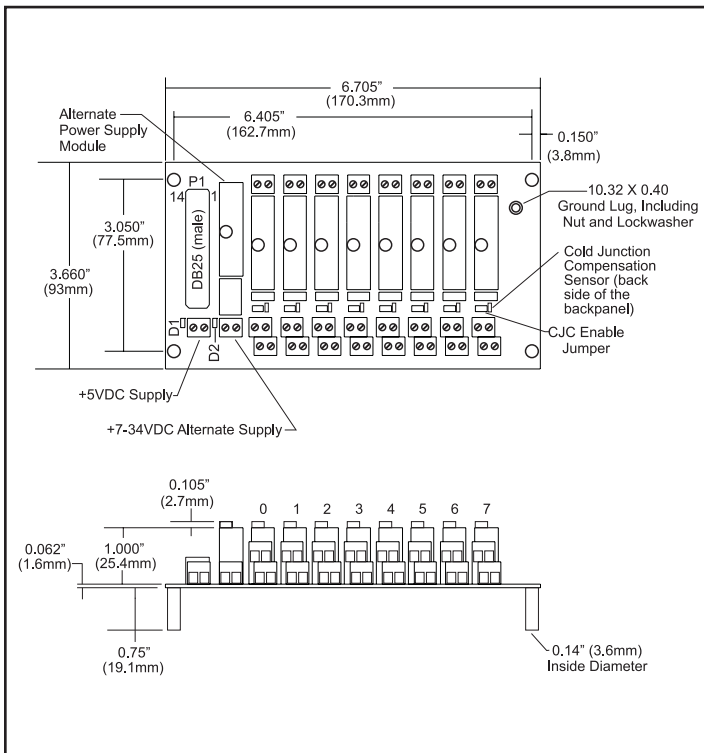 6.705"
(170.3mm)
Alternate
Power Supply
Module
6.405"
(162.7mm)
0.150"
(3.8mm)
P1
14
1
DB25 (male)
10.32 X 0.40
Ground Lug, Including
Nut and Lockwasher
3.050"
(77.5mm)
3.660"
(93mm)
Cold Junction
Compensation
Sensor (back
side of the
backpanel)
CJC Enable
Jumper
D1
D2
+5VDC Supply
+7-34VDC Alternate Supply
0.105"
(2.7mm)
0 1 2 3 4 5 6 7
0.062"
(1.6mm)
1.000"
(25.4mm)
0.75"
(19.1mm)
0.14" (3.6mm)
Inside Diameter